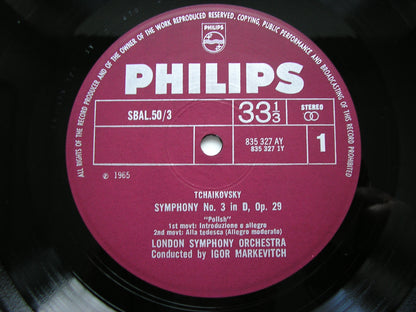 ALL RIGHTS OF THE RECORD PRODUCER AND OF THE OWNER OF THE WORK REPRODUCED RESERVED. COPYING, PUBLIC PERFORMANCE AND BROADCASTING OF THIS RECORD PROHIBITED
PHILIPS
PHILIPS
SBAL.50/3
33 1/3
STEREO
835 327 AY
835 327 1Y
1
℗ 1965
TCHAIKOVSKY
SYMPHONY No. 3 in D, Op. 29
"Polish"
1st movt: Introduzione e allegro
2nd movt: Alla tedesca (Allegro moderato)
LONDON SYMPHONY ORCHESTRA
Conducted by IGOR MARKEVITCH